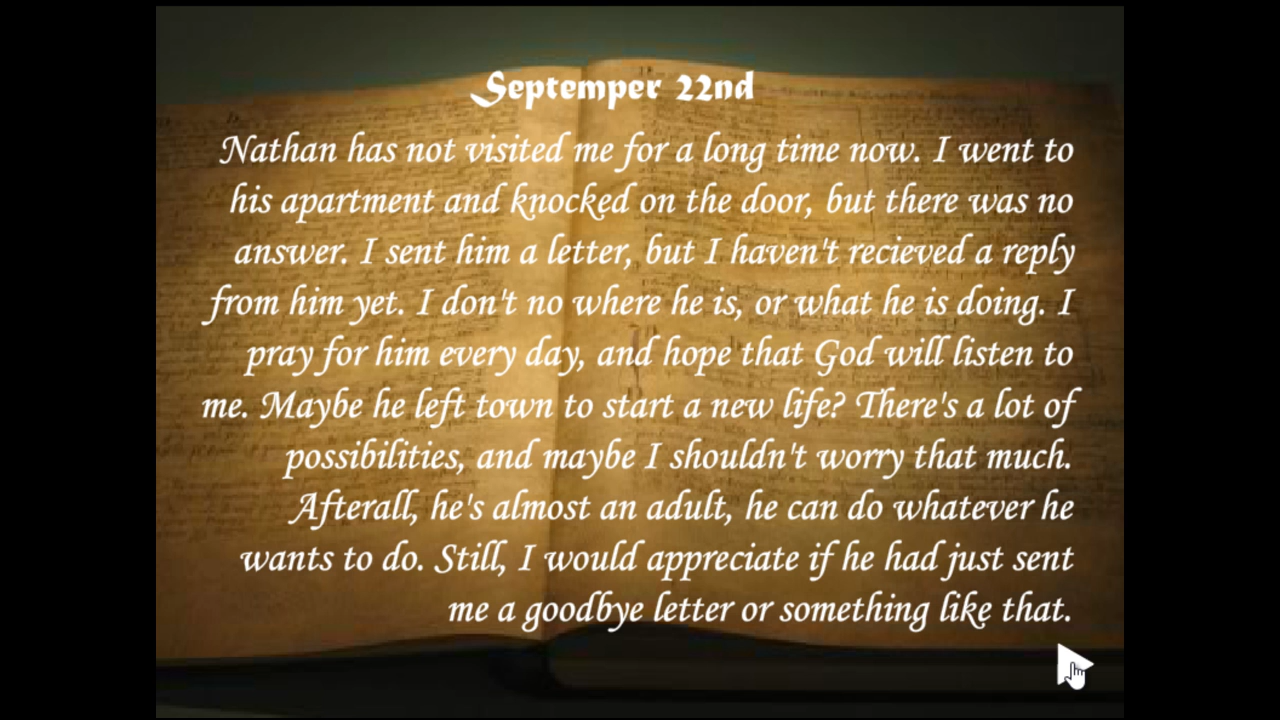 Septemper 22nd
Nathan has not visited me for a long time now. I went to
his apartment and knocked on the door, but there was no
answer. I sent him a letter, but I haven't recieved a reply
from him yet. I don't no where he is, or what he is doing. I
pray for him every day, and hope that God will listen to
me. Maybe he left town to start a new life? There's a lot of
possibilities, and maybe I shouldn't worry that much.
Afterall, he's almost an adult, he can do whatever he
wants to do. Still, I would appreciate if he had just sent
me a goodbye letter or something like that.